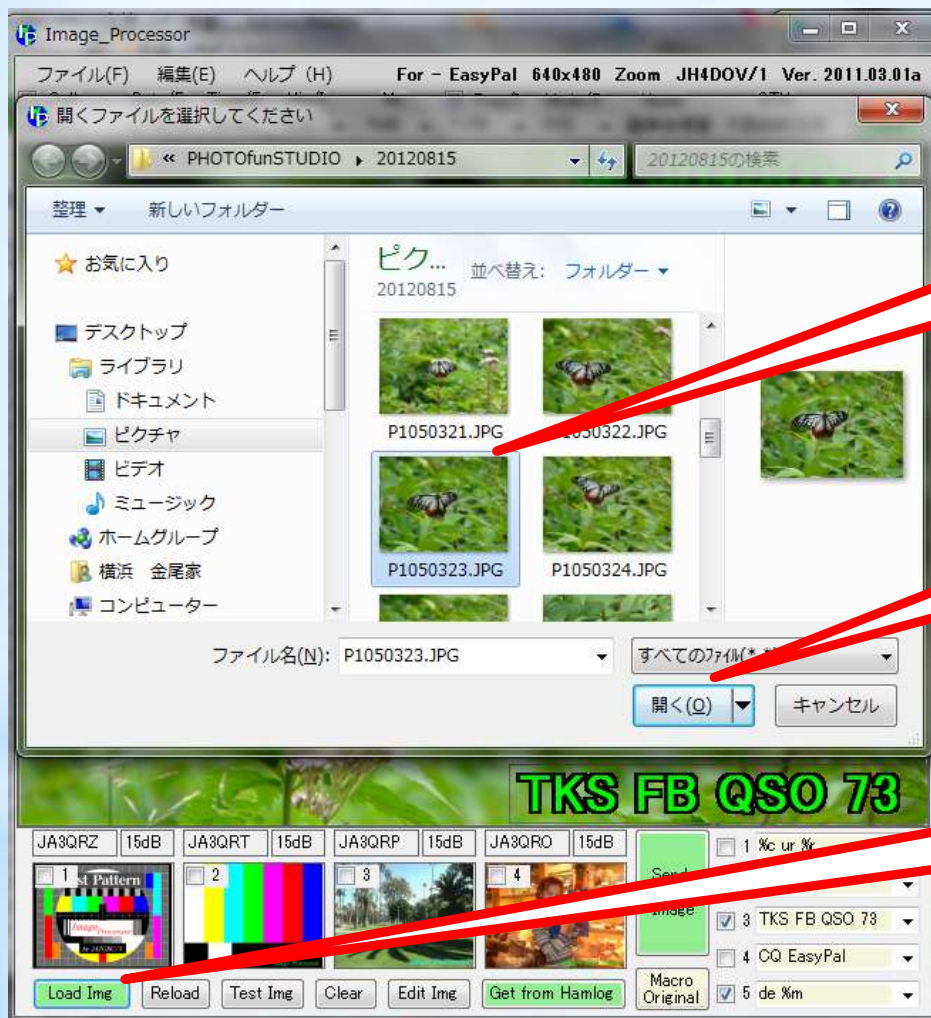 Image_Processor
ファイル(F) 編集(E) ヘルプ (H) For - EasyPal 640x480 Zoom JH4DOV/1 Ver. 2011.03.01a
開くファイルを選択してください
« PHOTOfunSTUDIO ▸ 20120815 20120815の検索
整理 ▼ 新しいフォルダー
お気に入り
デスクトップ
ライブラリ
ドキュメント
ピクチャ
ビデオ
ミュージック
ホームグループ
横浜 金尾家
コンピューター
ピク... 並べ替え: フォルダー ▼
20120815
P1050321.JPG P1050322.JPG
P1050323.JPG P1050324.JPG
ファイル名(N): P1050323.JPG すべてのファイル(*.
開く(O) キャンセル
TKS FB QSO 73
JA3QRZ 15dB JA3QRT 15dB JA3QRP 15dB JA3QRO 15dB
1 2 3 4
Test Pattern
Image_Processor
Send
Image
1 %c ur %r
3 TKS FB QSO 73
4 CQ EasyPal
5 de %m
Load Img Reload Test Img Clear Edit Img Get from Hamlog Macro Original